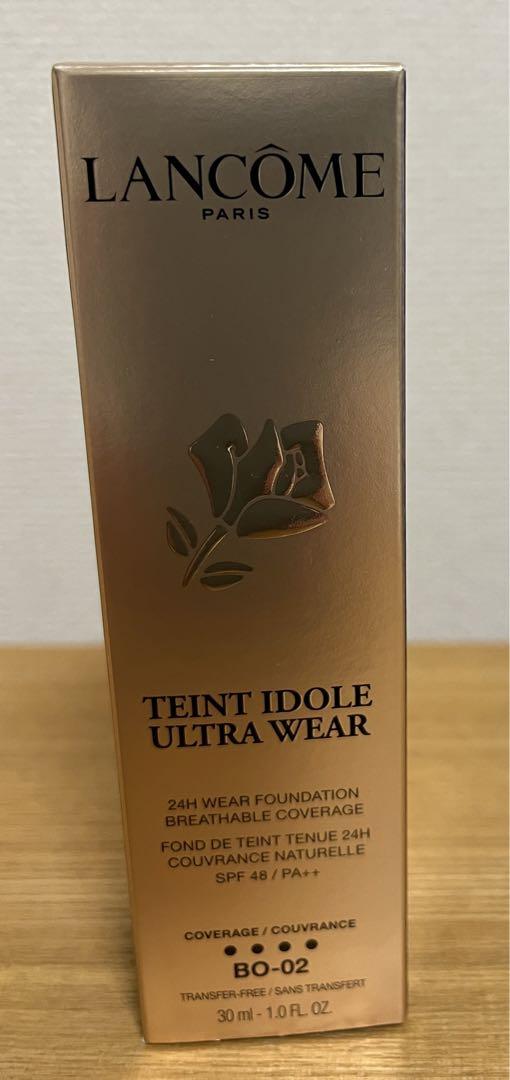 LANCÔME
PARIS
TEINT IDOLE
ULTRA WEAR
24H WEAR FOUNDATION
BREATHABLE COVERAGE
FOND DE TEINT TENUE 24H
COUVRANCE NATURELLE
SPF 48 / PA++
COVERAGE / COUVRANCE
● ● ● ●
BO-02
TRANSFER-FREE / SANS TRANSFERT
30 ml - 1.0 FL. OZ.